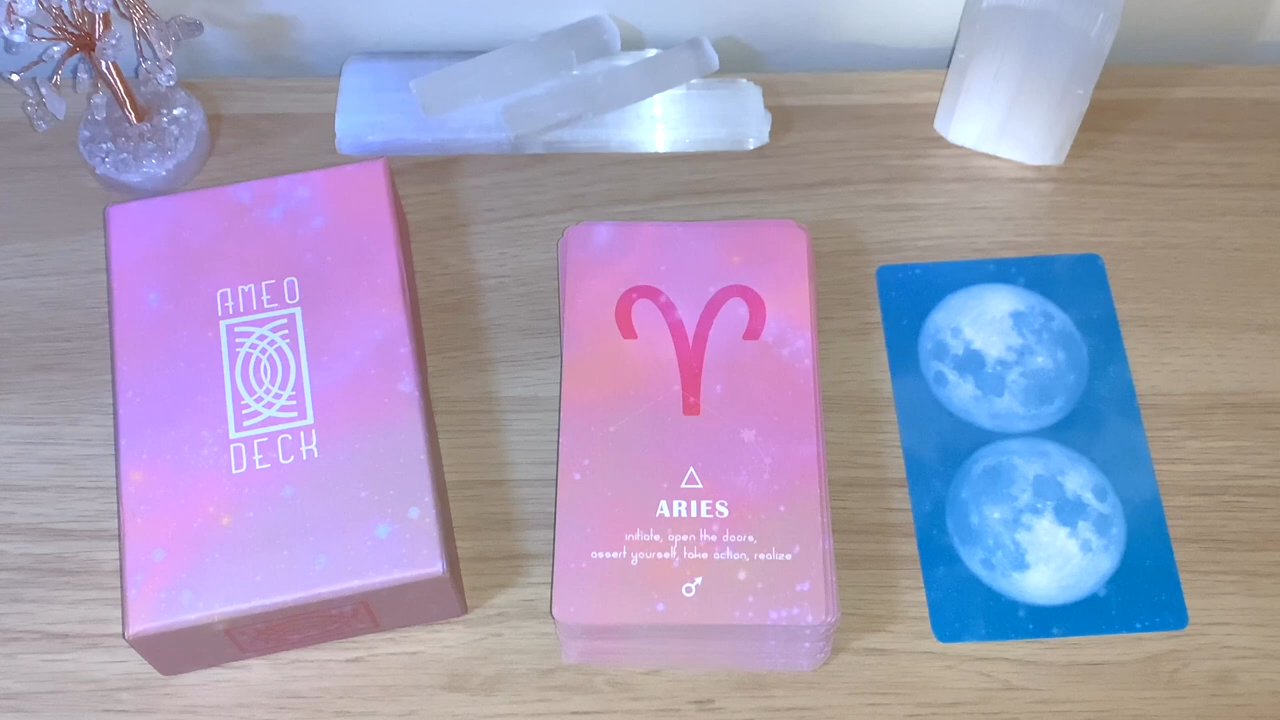 AMEO
DECK
ARIES
initiate, open the doors,
assert yourself, take action, realize